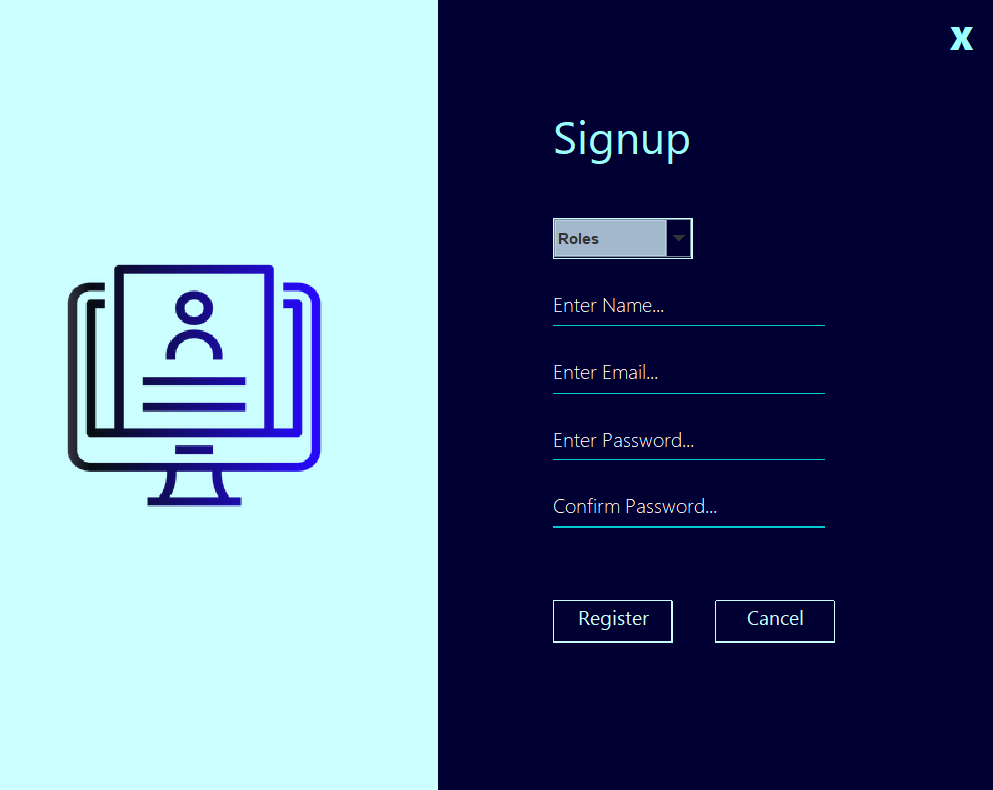 X
Signup
Roles
Enter Name...
Enter Email...
Enter Password...
Confirm Password...
Register Cancel